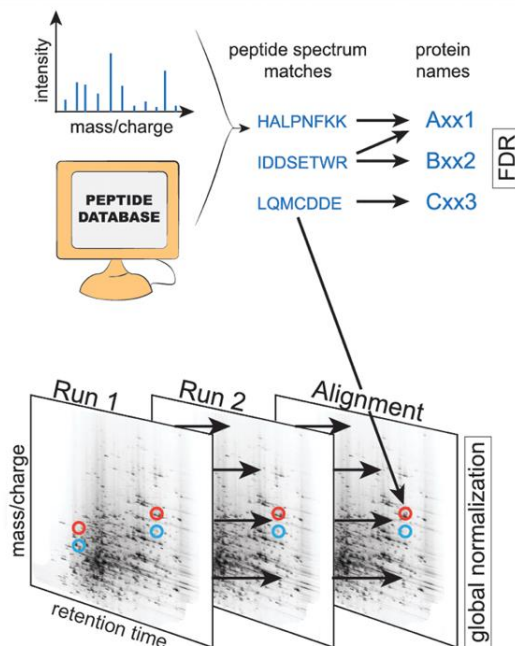 intensity
mass/charge
PEPTIDE
DATABASE
peptide spectrum
matches
protein
names
HALPNFKK
Axx1
IDDSETWR
Bxx2
LQMCDDE
Cxx3
FDR
Run 1
Run 2
Alignment
mass/charge
retention time
global normalization